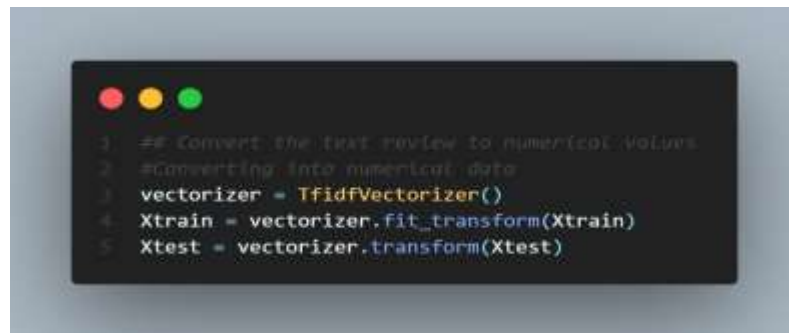 1 ## Convert the text review to numerical values
2 #Converting into numerical data
3 vectorizer = TfidfVectorizer()
4 Xtrain = vectorizer.fit_transform(Xtrain)
5 Xtest = vectorizer.transform(Xtest)